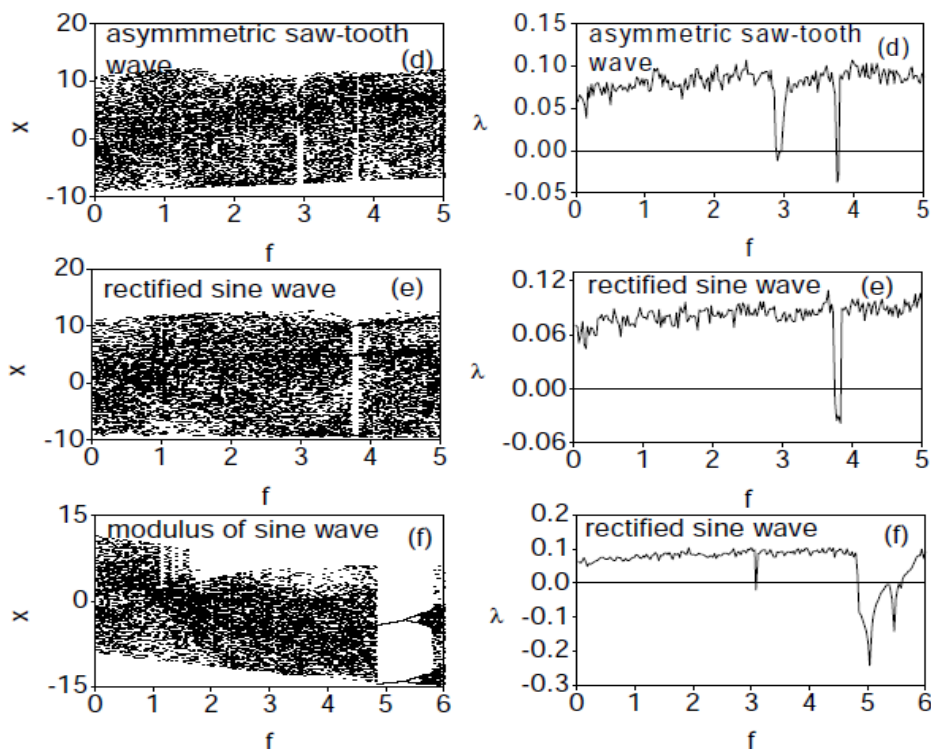 20
asymmmetric saw-tooth
wave
(d)
10
x
0
-10
0 1 2 3 4 5
f
0.15
asymmetric saw-tooth
wave
(d)
0.10
0.05
λ
0.00
-0.05
0 1 2 3 4 5
f
20
rectified sine wave
(e)
10
x
0
-10
0 1 2 3 4 5
f
0.12
rectified sine wave
(e)
0.06
λ
0.00
-0.06
0 1 2 3 4 5
f
15
modulus of sine wave
(f)
x
0
-15
0 1 2 3 4 5 6
f
0.2
rectified sine wave
(f)
0.1
0.0
λ
-0.1
-0.2
-0.3
0 1 2 3 4 5 6
f